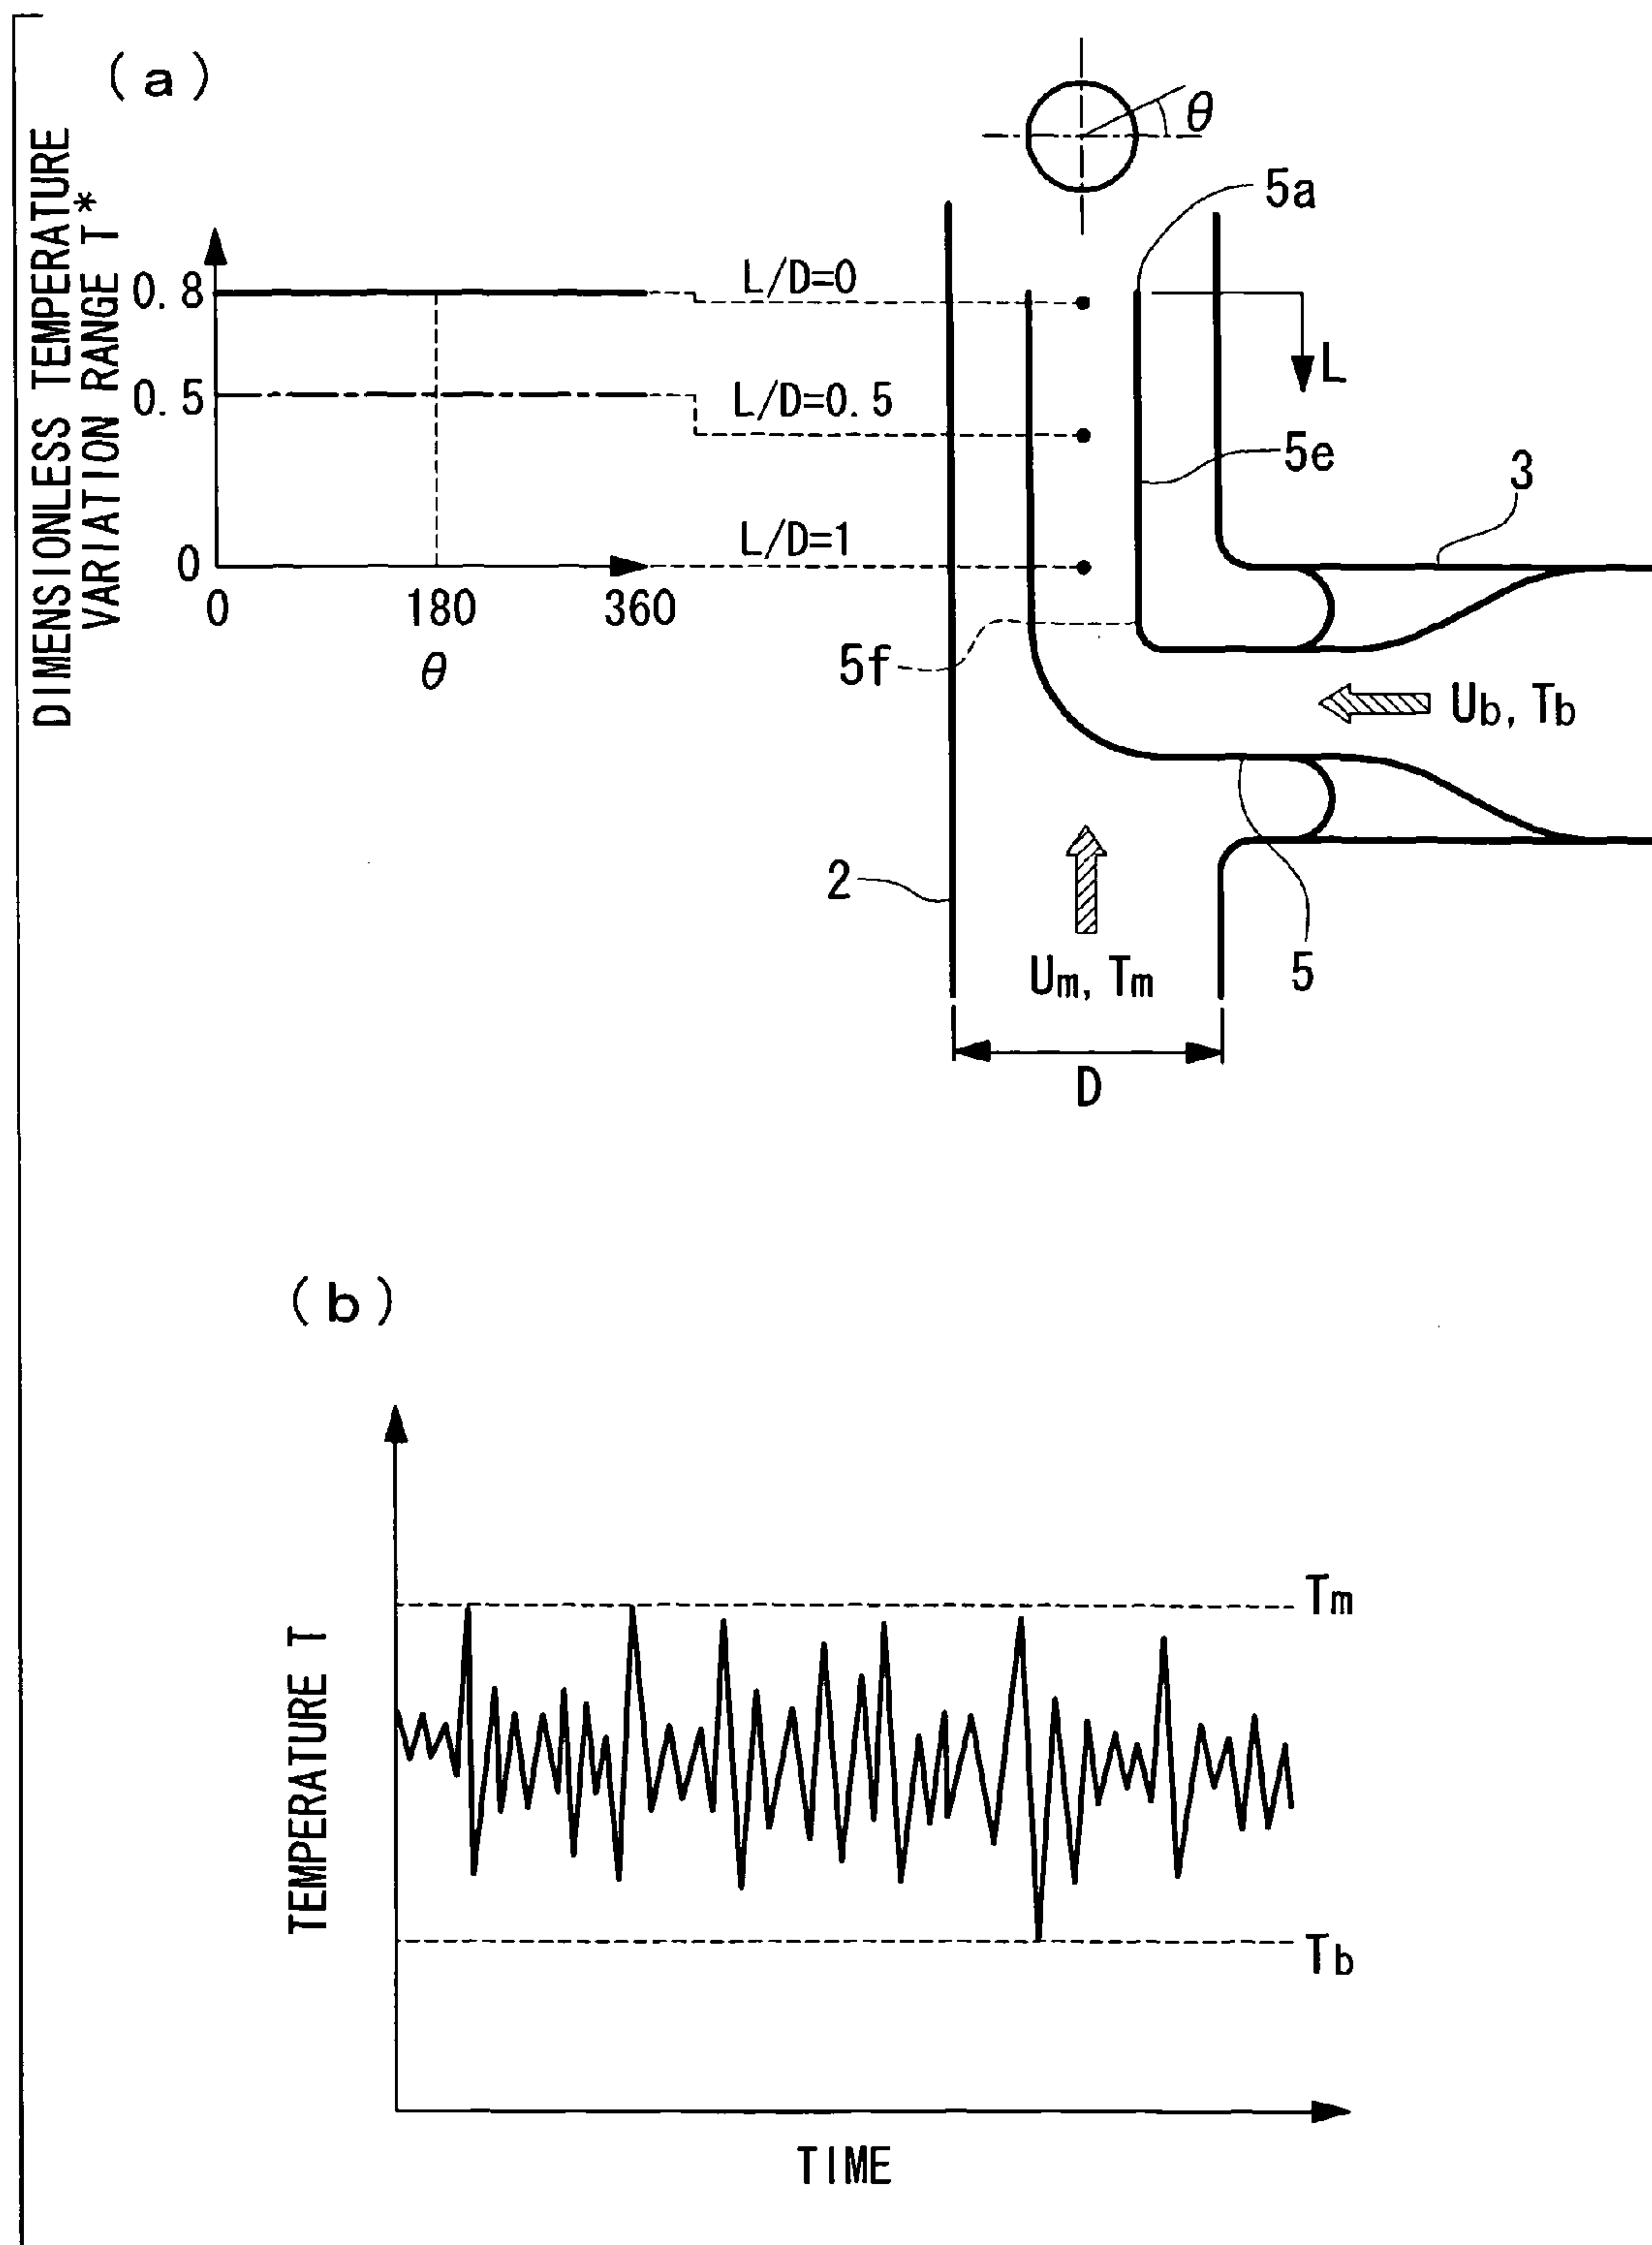 (a)
DIMENSIONLESS TEMPERATURE
VARIATION RANGE T*
0.8
0.5
0
0
180
360
θ
L/D=0
L/D=0.5
L/D=1
θ
5a
L
5e
3
5f
Ub, Tb
2
5
Um, Tm
D
(b)
TEMPERATURE T
Tm
Tb
TIME